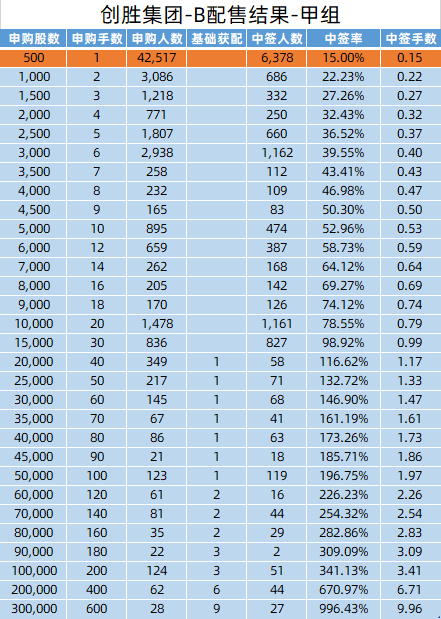 创胜集团-B配售结果-甲组
申购股数 申购手数 申购人数 基础获配 中签人数 中签率 中签手数
500 1 42,517 6,378 15.00% 0.15
1,000 2 3,086 686 22.23% 0.22
1,500 3 1,218 332 27.26% 0.27
2,000 4 771 250 32.43% 0.32
2,500 5 1,807 660 36.52% 0.37
3,000 6 2,938 1,162 39.55% 0.40
3,500 7 258 112 43.41% 0.43
4,000 8 232 109 46.98% 0.47
4,500 9 165 83 50.30% 0.50
5,000 10 895 474 52.96% 0.53
6,000 12 659 387 58.73% 0.59
7,000 14 262 168 64.12% 0.64
8,000 16 205 142 69.27% 0.69
9,000 18 170 126 74.12% 0.74
10,000 20 1,478 1,161 78.55% 0.79
15,000 30 836 827 98.92% 0.99
20,000 40 349 1 58 116.62% 1.17
25,000 50 217 1 71 132.72% 1.33
30,000 60 145 1 68 146.90% 1.47
35,000 70 67 1 41 161.19% 1.61
40,000 80 86 1 63 173.26% 1.73
45,000 90 21 1 18 185.71% 1.86
50,000 100 123 1 119 196.75% 1.97
60,000 120 61 2 16 226.23% 2.26
70,000 140 81 2 44 254.32% 2.54
80,000 160 35 2 29 282.86% 2.83
90,000 180 22 3 2 309.09% 3.09
100,000 200 124 3 51 341.13% 3.41
200,000 400 62 6 44 670.97% 6.71
300,000 600 28 9 27 996.43% 9.96